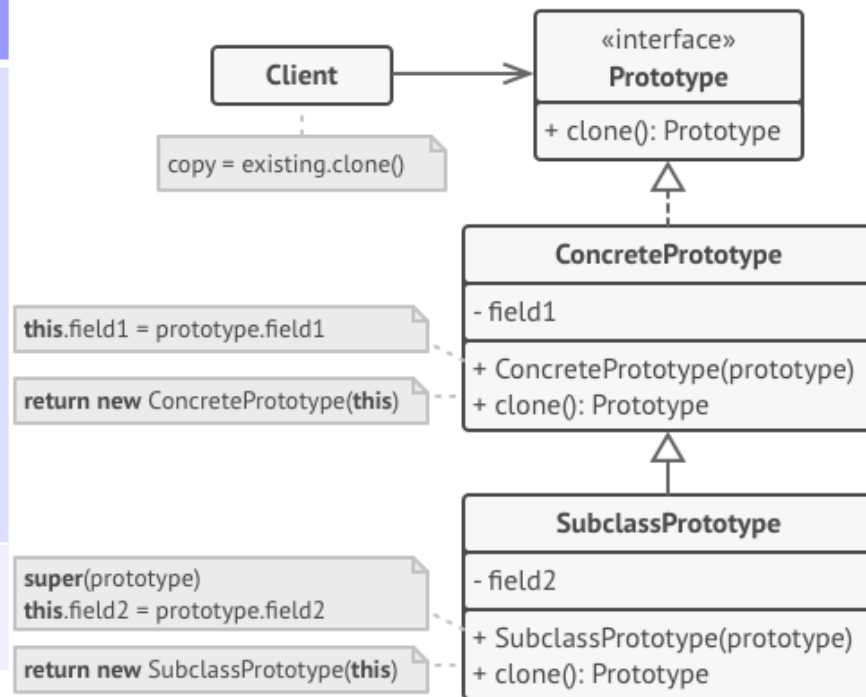 Client
«interface»
Prototype
+ clone(): Prototype
copy = existing.clone()
ConcretePrototype
- field1
this.field1 = prototype.field1
+ ConcretePrototype(prototype)
return new ConcretePrototype(this)
+ clone(): Prototype
SubclassPrototype
- field2
super(prototype)
this.field2 = prototype.field2
+ SubclassPrototype(prototype)
return new SubclassPrototype(this)
+ clone(): Prototype